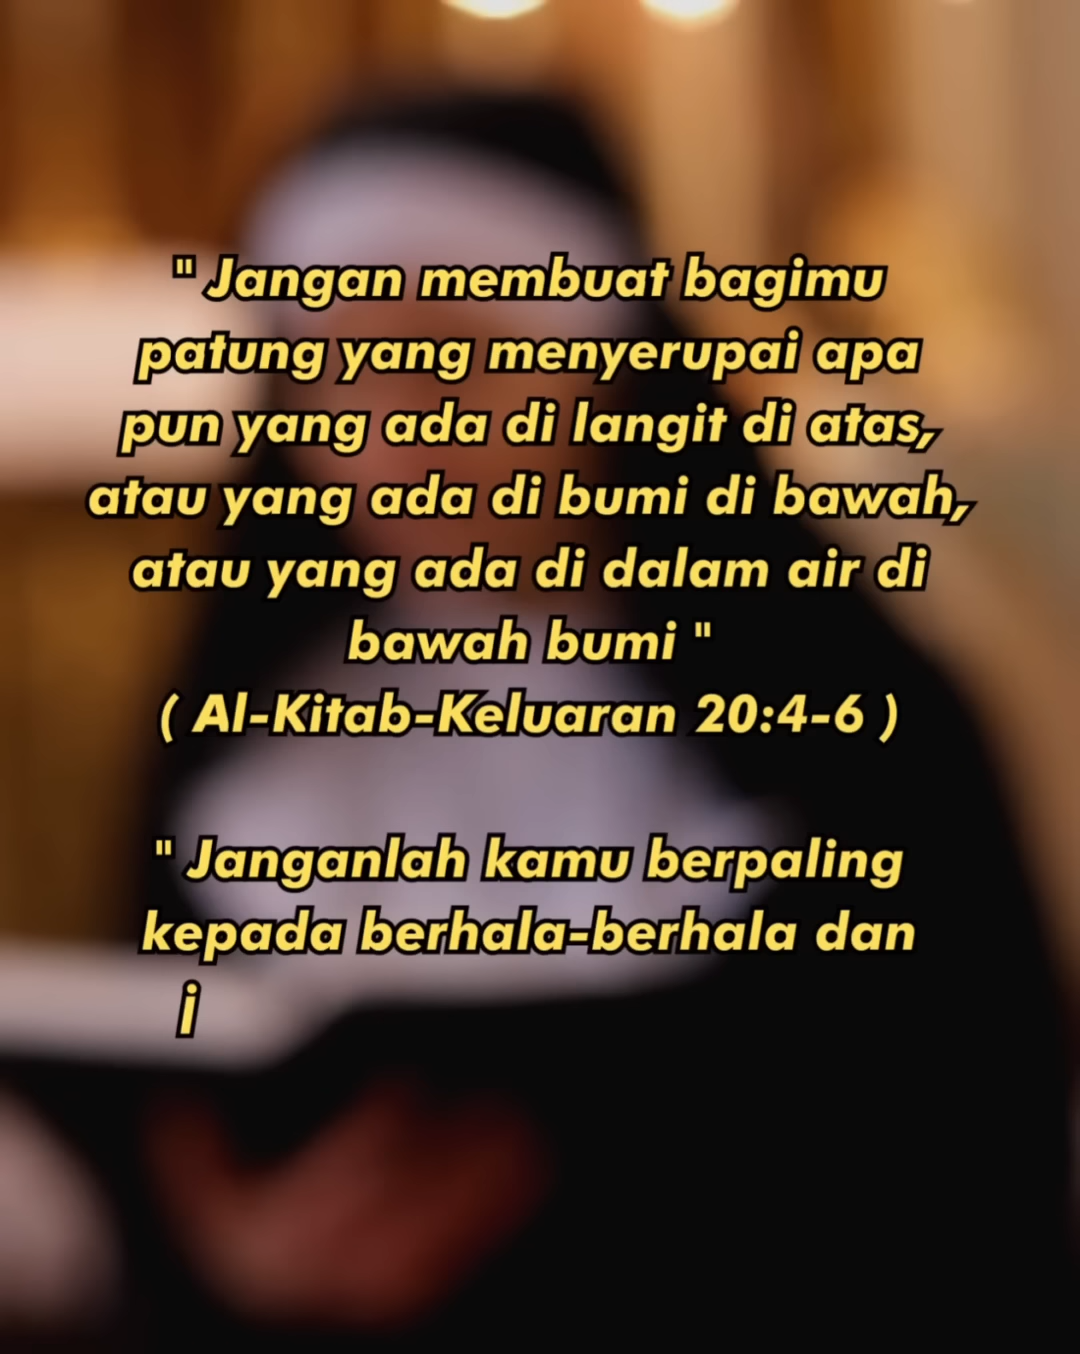 " Jangan membuat bagimu
patung yang menyerupai apa
pun yang ada di langit di atas,
atau yang ada di bumi di bawah,
atau yang ada di dalam air di
bawah bumi "
( Al-Kitab-Keluaran 20:4-6 )
" Janganlah kamu berpaling
kepada berhala-berhala dan
i